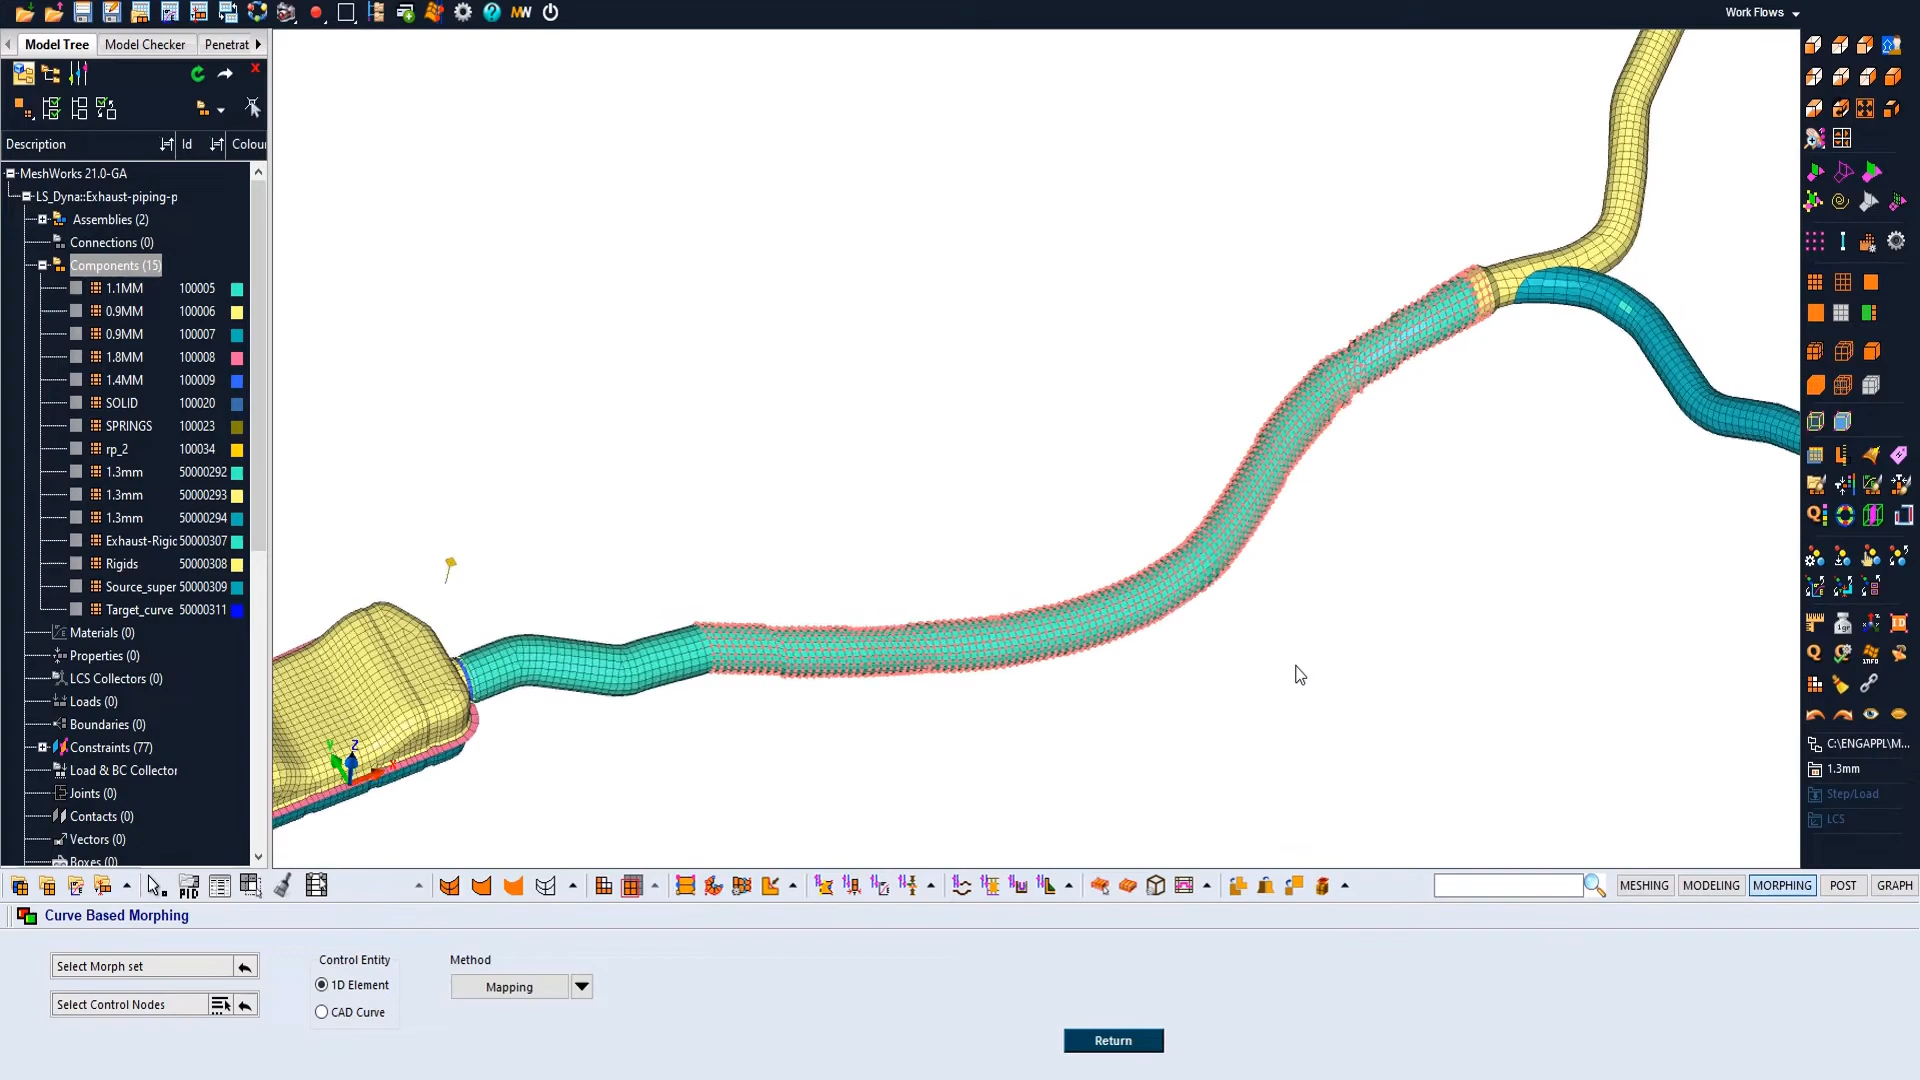 MW
Work Flows
Model Tree
Model Checker
Penetrat
Description
Id
Colour
MeshWorks 21.0-GA
LS_Dyna::Exhaust-piping-p
Assemblies (2)
Connections (0)
Components (15)
1.1MM 100005
0.9MM 100006
0.9MM 100007
1.8MM 100008
1.4MM 100009
SOLID 100020
SPRINGS 100023
rp_2 100034
1.3mm 50000292
1.3mm 50000293
1.3mm 50000294
Exhaust-Rigid 50000307
Rigids 50000308
Source_super 50000309
Target_curve 50000311
Materials (0)
Properties (0)
LCS Collectors (0)
Loads (0)
Boundaries (0)
Constraints (77)
Load & BC Collector
Joints (0)
Contacts (0)
Vectors (0)
Boxes (0)
Y
Z
X
C:\ENGAPPL\M...
1.3mm
Step/Load
LCS
PID
MESHING
MODELING
MORPHING
POST
GRAPH
Curve Based Morphing
Select Morph set
Select Control Nodes
Control Entity
1D Element
CAD Curve
Method
Mapping
Return